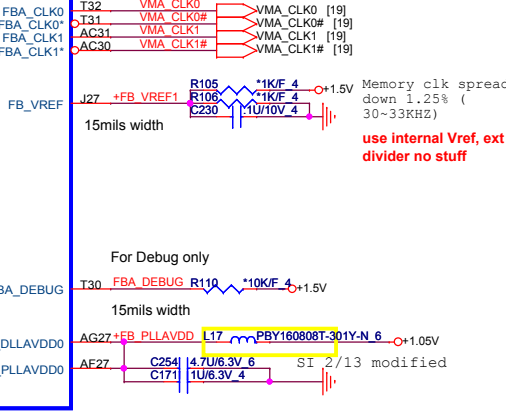 FBA_CLK0 T32 VMA_CLK0 VMA_CLK0 [19]
FBA_CLK0* T31 VMA_CLK0# VMA_CLK0# [19]
FBA_CLK1 AC31 VMA_CLK1 VMA_CLK1 [19]
FBA_CLK1* AC30 VMA_CLK1# VMA_CLK1# [19]
R105 *1K/F_4 +1.5V
FB_VREF J27 +FB_VREF1 R106 *1K/F_4
C230 .1U/10V_4
15mils width
Memory clk spread
down 1.25% (
30~33KHZ)
use internal Vref, ext
divider no stuff
For Debug only
BA_DEBUG T30 FBA_DEBUG R110 *10K/F_4 +1.5V
15mils width
DLLAVDD0 AG27 +FB_PLLAVDD L17 PBY160808T-301Y-N_6 +1.05V
PLLAVDD0 AF27 C254 4.7U/6.3V_6 SI 2/13 modified
C171 1U/6.3V_4